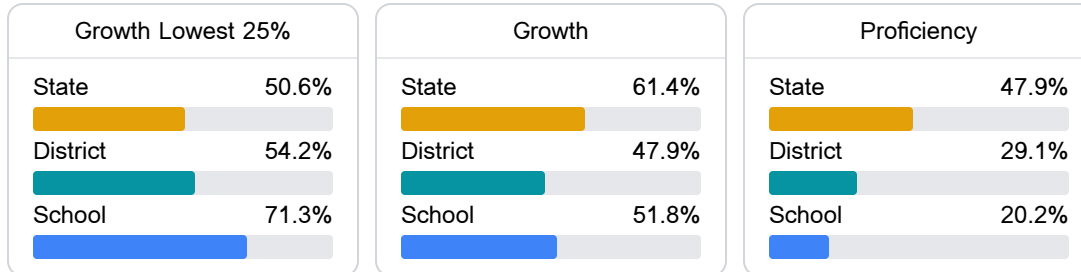 Growth Lowest 25%
State 50.6%
District 54.2%
School 71.3%
Growth
State 61.4%
District 47.9%
School 51.8%
Proficiency
State 47.9%
District 29.1%
School 20.2%